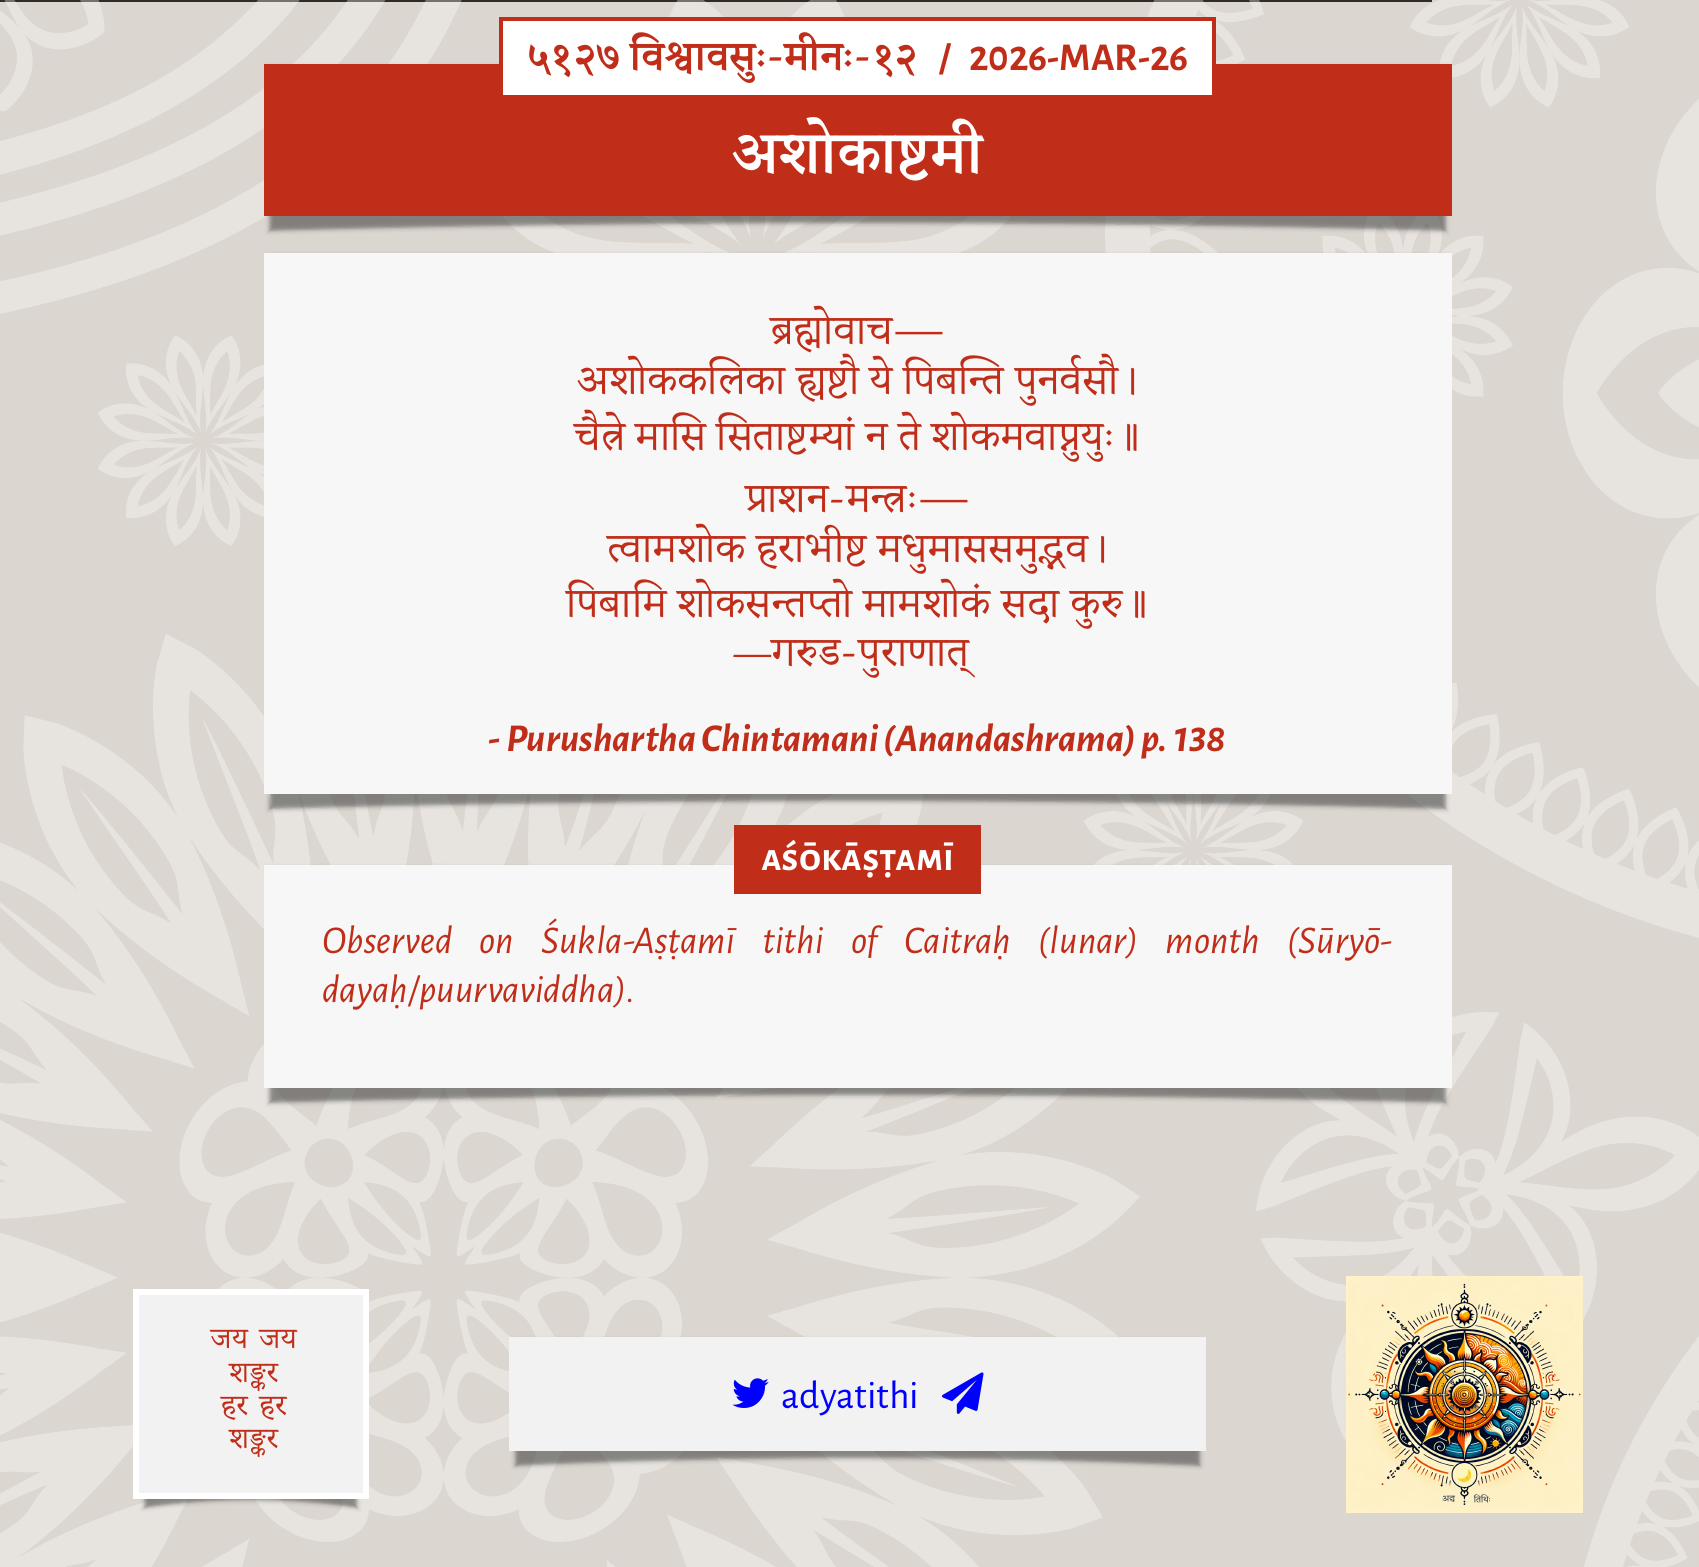 ५१२७ विश्वावसुः-मीनः-१२ / 2026-MAR-26
अशोकाष्टमी
ब्रह्मोवाच—
अशोककलिका ह्यष्टौ ये पिबन्ति पुनर्वसौ।
चैत्रे मासि सिताष्टम्यां न ते शोकमवाप्नुयुः॥
प्राशन-मन्त्रः—
त्वामशोक हराभीष्ट मधुमाससमुद्भव।
पिबामि शोकसन्तप्तो मामशोकं सदा कुरु॥
—गरुड-पुराणात्
- Purushartha Chintamani (Anandashrama) p. 138
AŚŌKĀṢṬAMĪ
Observed on Śukla-Aṣṭamī tithi of Caitraḥ (lunar) month (Sūryō-
dayaḥ/puurvaviddha).
जय जय
शङ्कर
हर हर
शङ्कर
adyatithi
अद्य तिथिः